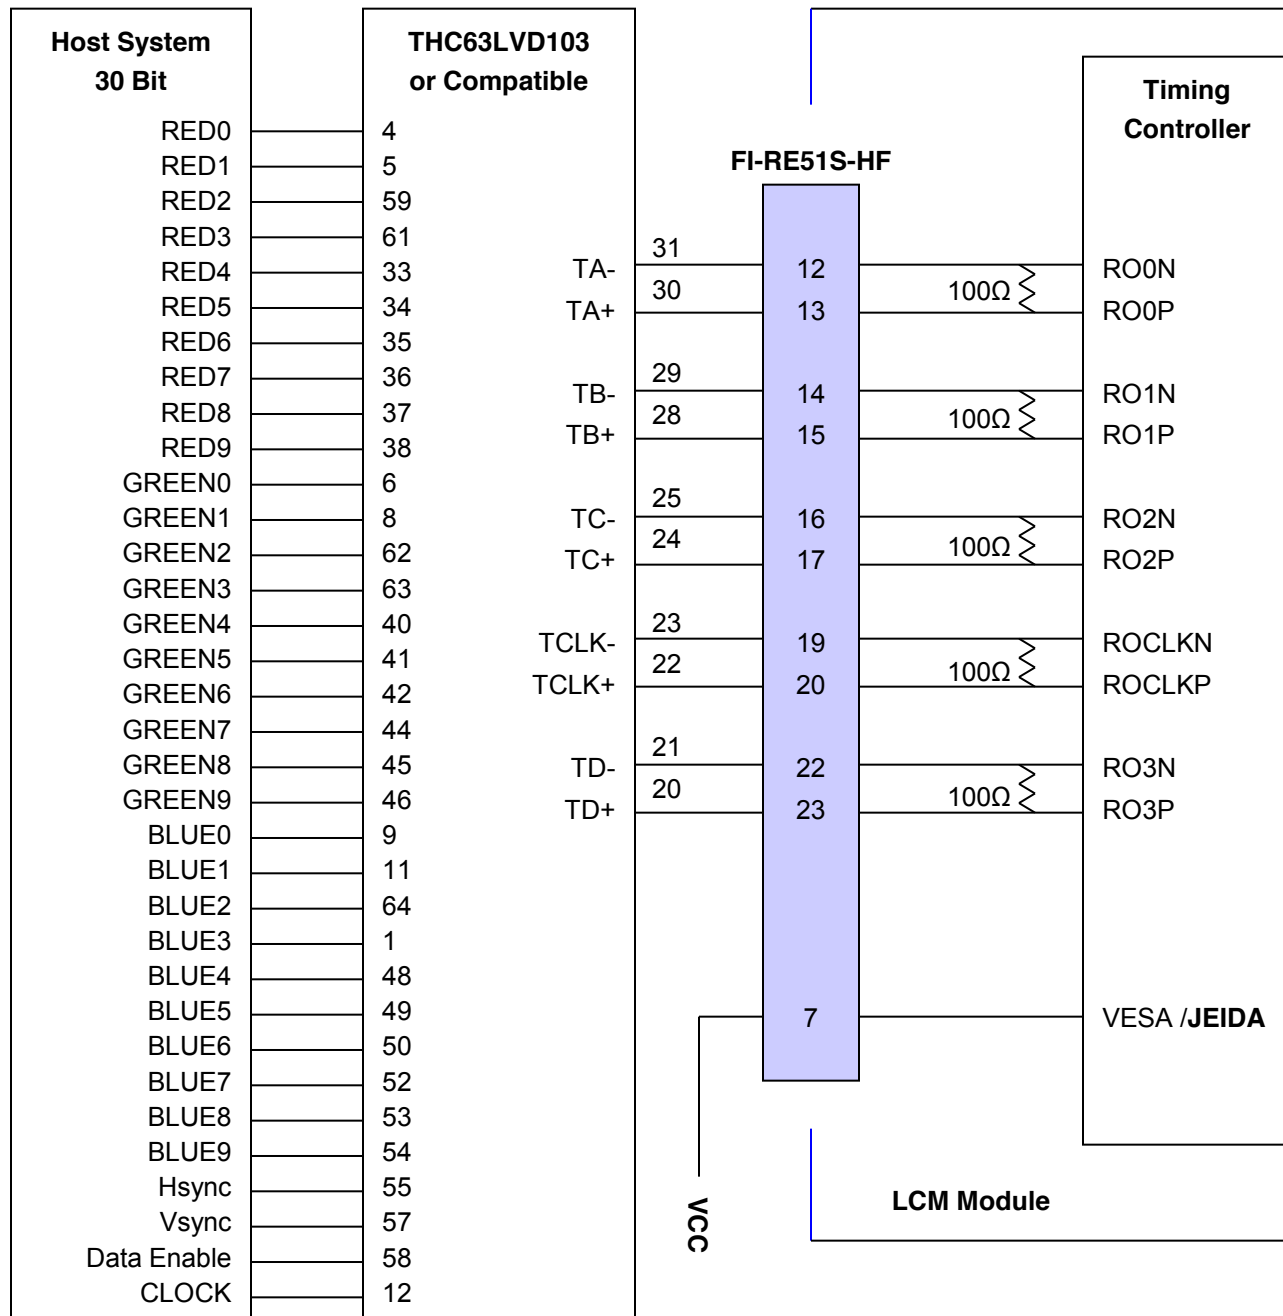 Host System
30 Bit
THC63LVD103
or Compatible
Timing
Controller
FI-RE51S-HF
RED0 4
RED1 5
RED2 59
RED3 61
RED4 33
RED5 34
RED6 35
RED7 36
RED8 37
RED9 38
GREEN0 6
GREEN1 8
GREEN2 62
GREEN3 63
GREEN4 40
GREEN5 41
GREEN6 42
GREEN7 44
GREEN8 45
GREEN9 46
BLUE0 9
BLUE1 11
BLUE2 64
BLUE3 1
BLUE4 48
BLUE5 49
BLUE6 50
BLUE7 52
BLUE8 53
BLUE9 54
Hsync 55
Vsync 57
Data Enable 58
CLOCK 12
TA- 31 12 RO0N
100Ω
TA+ 30 13 RO0P
TB- 29 14 RO1N
100Ω
TB+ 28 15 RO1P
TC- 25 16 RO2N
100Ω
TC+ 24 17 RO2P
TCLK- 23 19 ROCLKN
100Ω
TCLK+ 22 20 ROCLKP
TD- 21 22 RO3N
100Ω
TD+ 20 23 RO3P
7 VESA /JEIDA
VCC
LCM Module